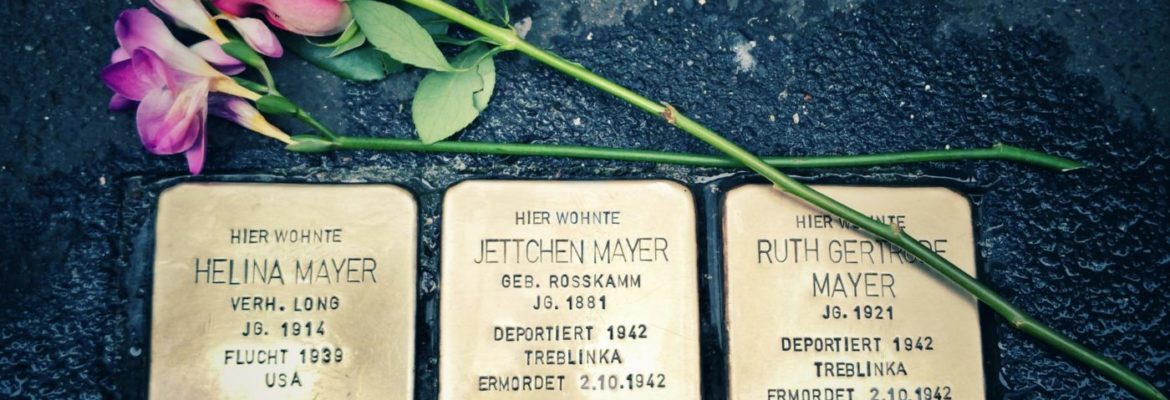 HIER WOHNTE
HELINA MAYER
VERH. LONG
JG. 1914
FLUCHT 1939
USA
HIER WOHNTE
JETTCHEN MAYER
GEB. ROSSKAMM
JG. 1881
DEPORTIERT 1942
TREBLINKA
ERMORDET 2.10.1942
HIER WOHNTE
RUTH GERTRUDE
MAYER
JG. 1921
DEPORTIERT 1942
TREBLINKA
ERMORDET 2.10.1942